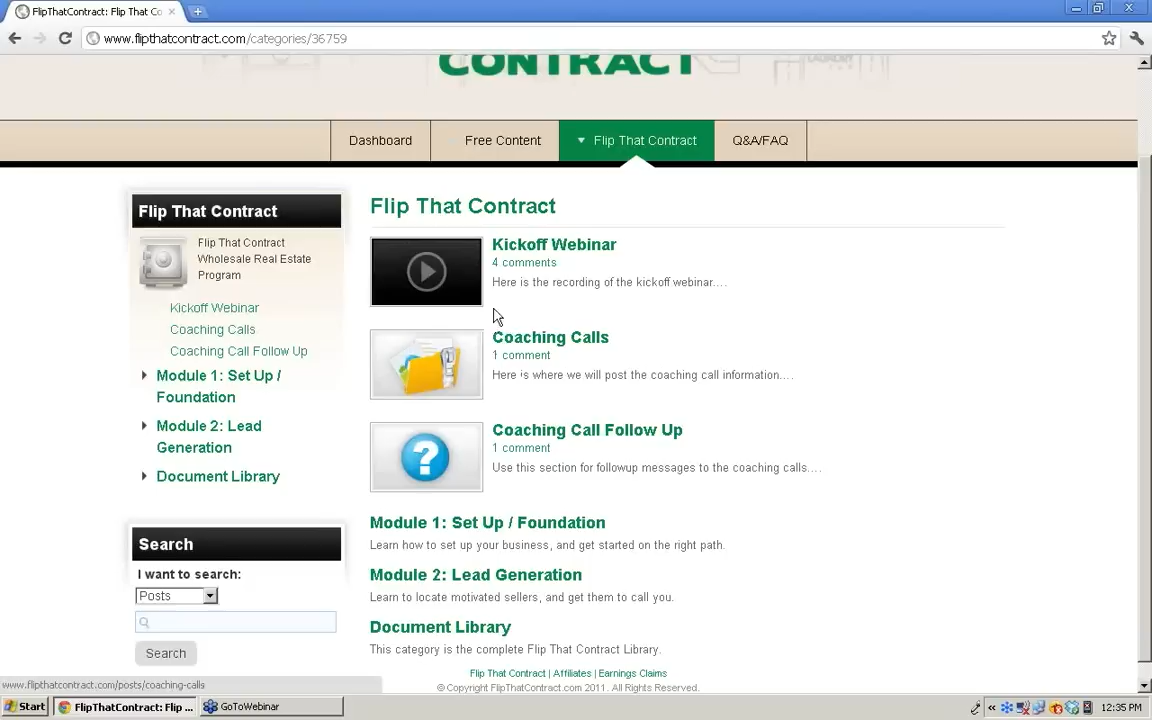 FlipThatContract: Flip That Co
www.flipthatcontract.com/categories/36759
CONTRACT
Dashboard
Free Content
Flip That Contract
Q&A/FAQ
Flip That Contract
Flip That Contract
Wholesale Real Estate
Program
Kickoff Webinar
Coaching Calls
Coaching Call Follow Up
Module 1: Set Up /
Foundation
Module 2: Lead
Generation
Document Library
Search
I want to search:
Posts
Search
Flip That Contract
Kickoff Webinar
4 comments
Here is the recording of the kickoff webinar....
Coaching Calls
1 comment
Here is where we will post the coaching call information....
Coaching Call Follow Up
1 comment
Use this section for followup messages to the coaching calls....
Module 1: Set Up / Foundation
Learn how to set up your business, and get started on the right path.
Module 2: Lead Generation
Learn to locate motivated sellers, and get them to call you.
Document Library
This category is the complete Flip That Contract Library.
Flip That Contract | Affiliates | Earnings Claims
© Copyright FlipThatContract.com 2011. All Rights Reserved.
www.flipthatcontract.com/posts/coaching-calls
Start
FlipThatContract: Flip ...
GoToWebinar
12:35 PM